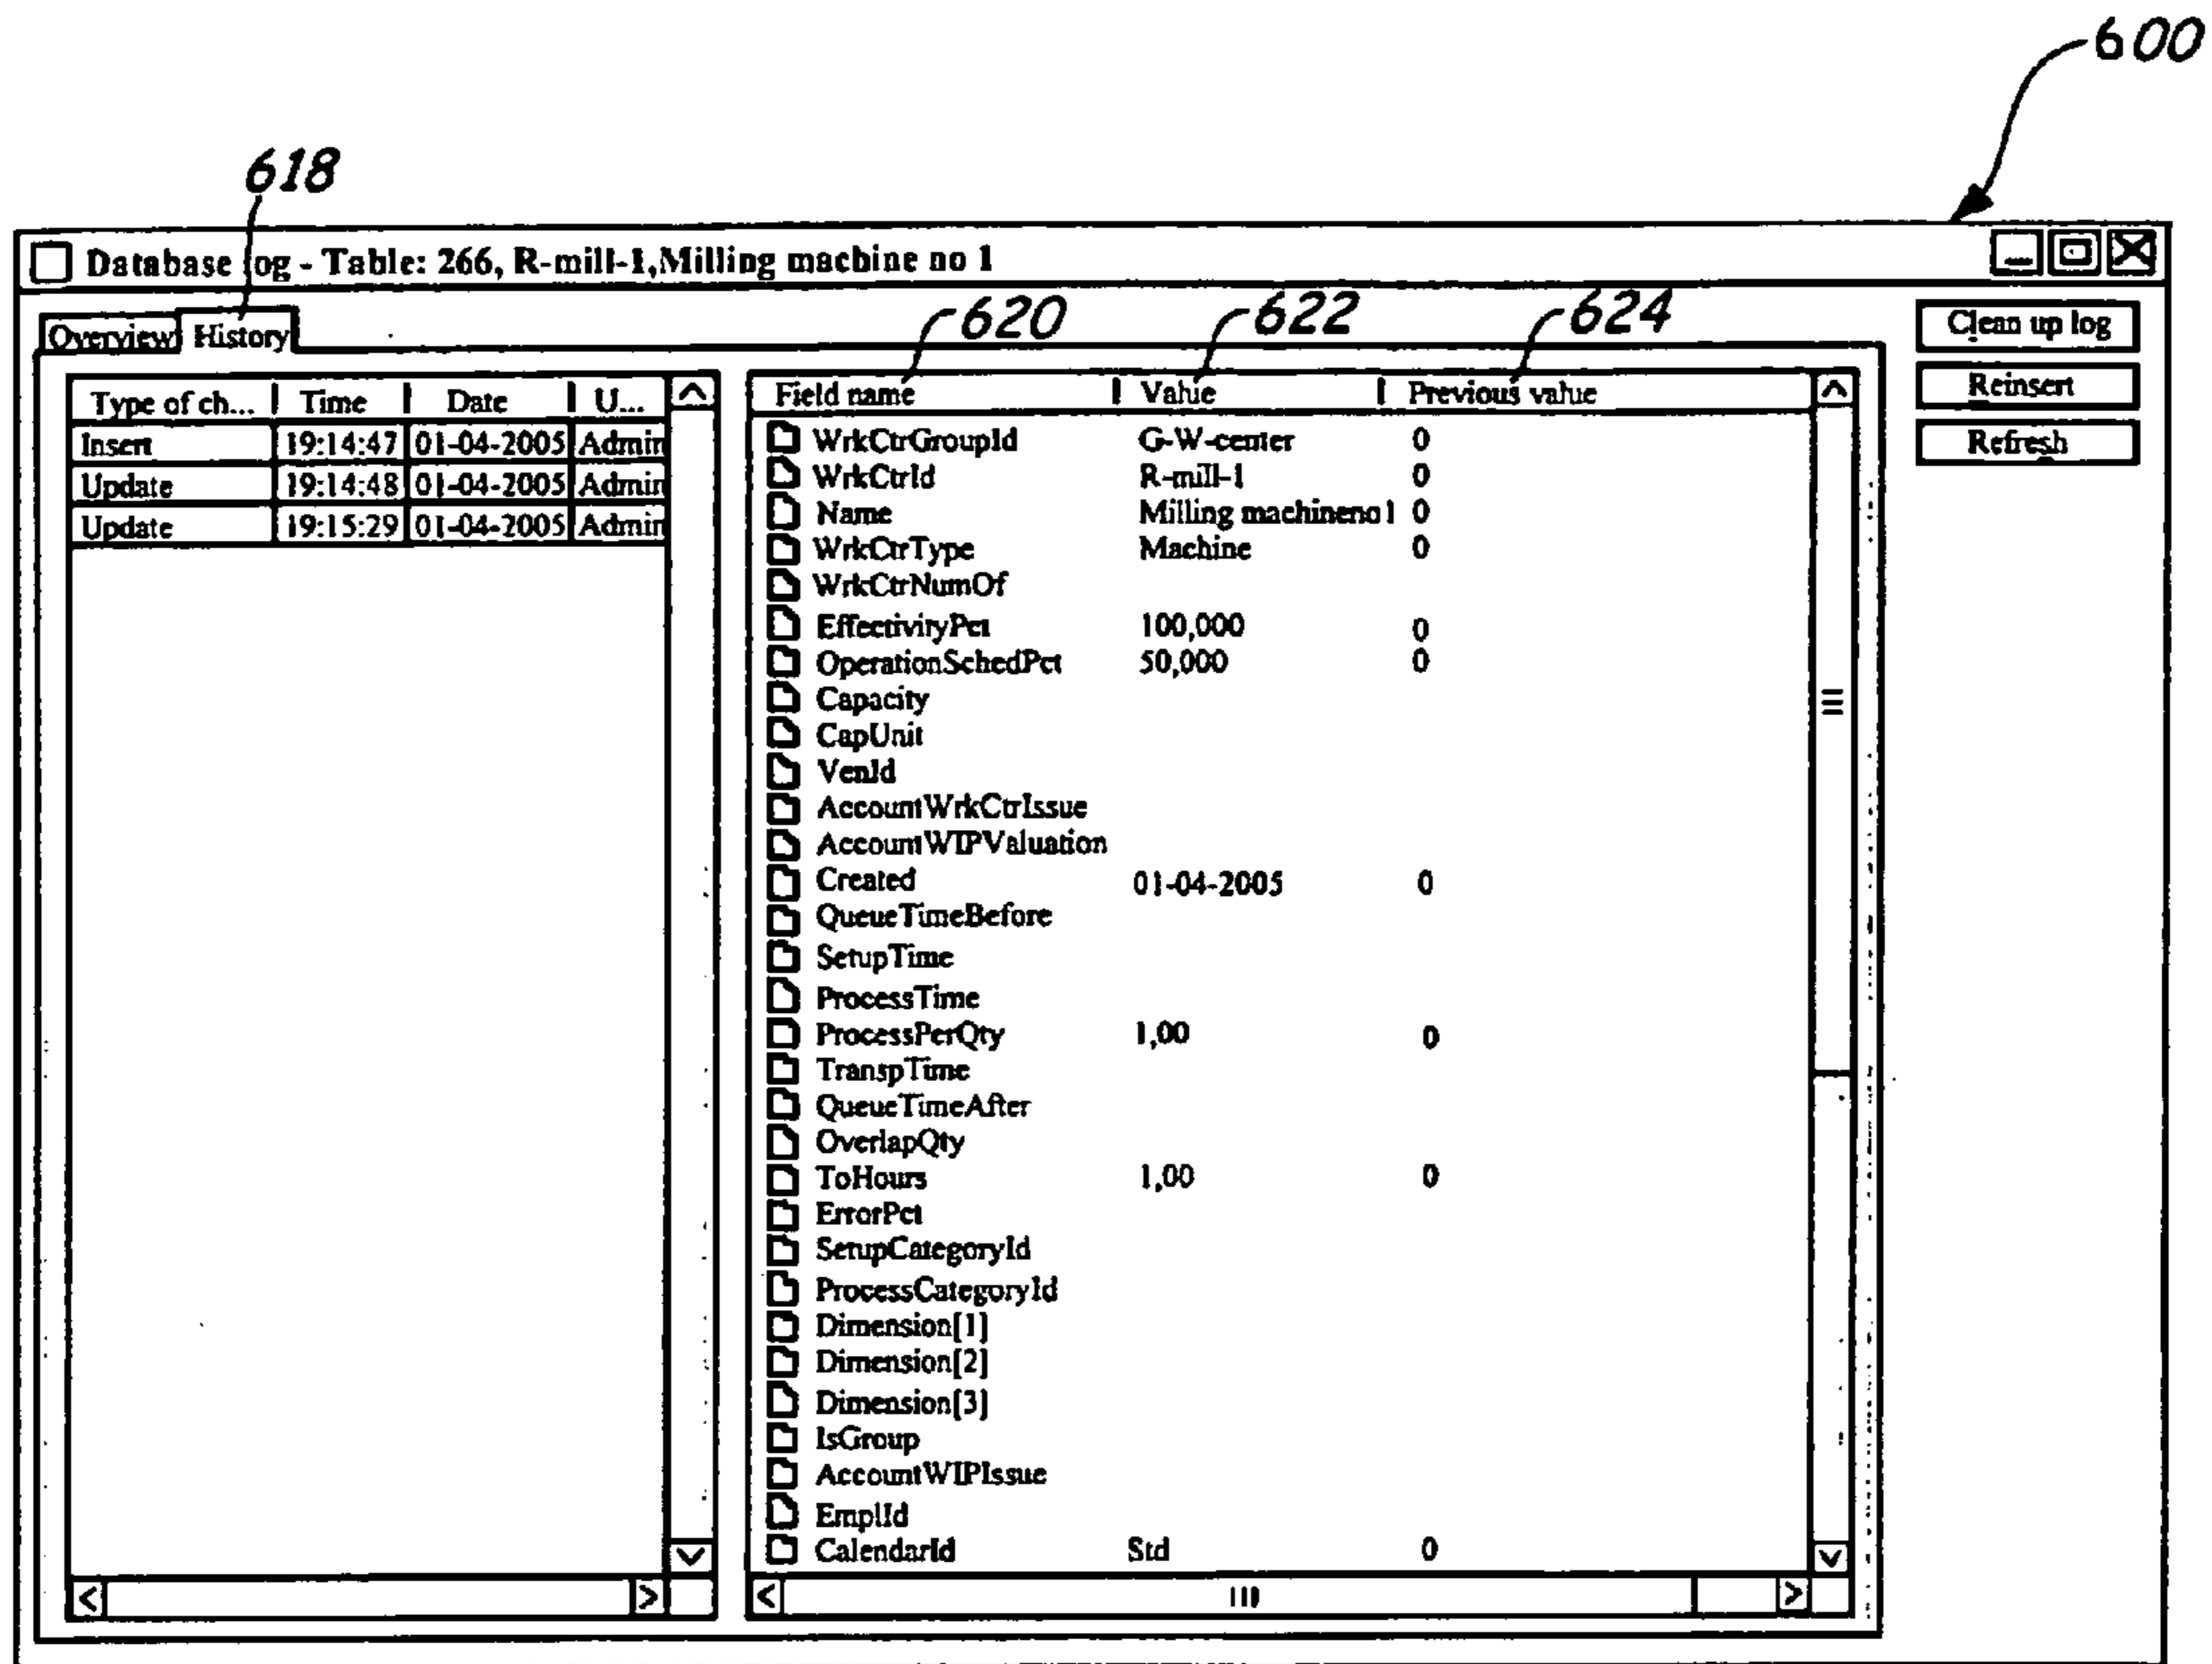 600
618
Database log - Table: 266, R-mill-1,Milling machine no 1
620 622 624
Overview History
Clean up log
Reinsert
Refresh
Type of ch... Time Date U...
Insert 19:14:47 01-04-2005 Admin
Update 19:14:48 01-04-2005 Admin
Update 19:15:29 01-04-2005 Admin
Field name Value Previous value
WrkCtrGroupId G-W-center 0
WrkCtrId R-mill-1 0
Name Milling machineno1 0
WrkCtrType Machine 0
WrkCtrNumOf
EffectivityPct 100,000 0
OperationSchedPct 50,000 0
Capacity
CapUnit
VenId
AccountWrkCtrIssue
AccountWIPValuation
Created 01-04-2005 0
QueueTimeBefore
SetupTime
ProcessTime
ProcessPerQty 1,00 0
TranspTime
QueueTimeAfter
OverlapQty
ToHours 1,00 0
ErrorPct
SetupCategoryId
ProcessCategoryId
Dimension[1]
Dimension[2]
Dimension[3]
IsGroup
AccountWIPIssue
EmplId
CalendarId Std 0